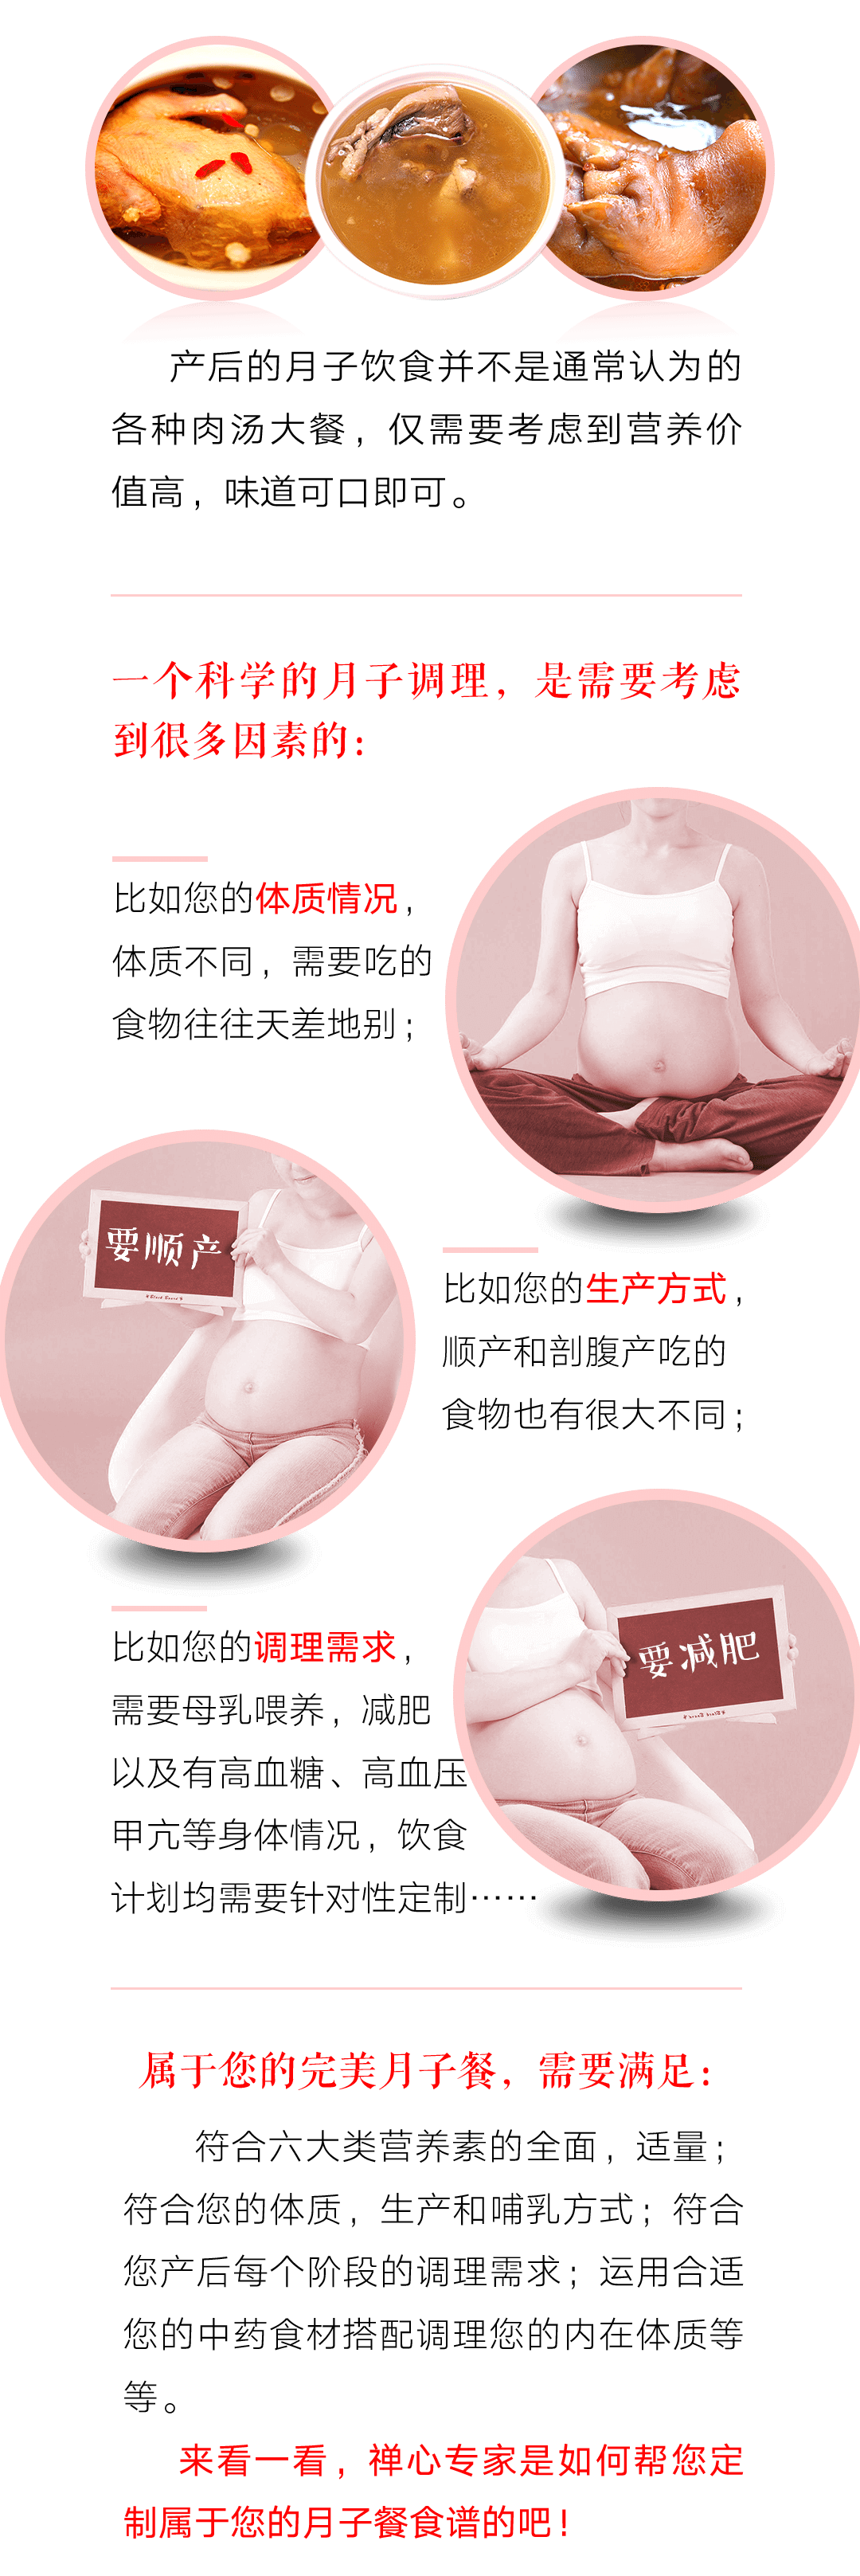 产后的月子饮食并不是通常认为的
各种肉汤大餐，仅需要考虑到营养价
值高，味道可口即可。
一个科学的月子调理，是需要考虑
到很多因素的：
比如您的体质情况，
体质不同，需要吃的
食物往往天差地别；
要顺产
比如您的生产方式，
顺产和剖腹产吃的
食物也有很大不同；
要减肥
比如您的调理需求，
需要母乳喂养，减肥
以及有高血糖、高血压
甲亢等身体情况，饮食
计划均需要针对性定制……
属于您的完美月子餐，需要满足：
符合六大类营养素的全面，适量；
符合您的体质，生产和哺乳方式；符合
您产后每个阶段的调理需求；运用合适
您的中药食材搭配调理您的内在体质等
等。
来看一看，禅心专家是如何帮您定
制属于您的月子餐食谱的吧！